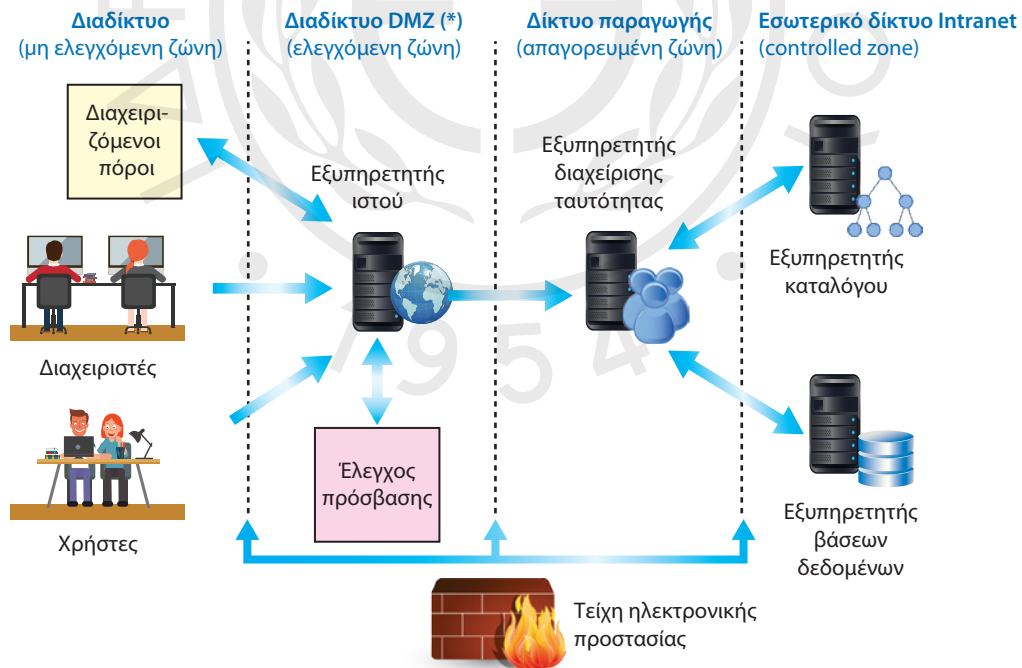 Διαδίκτυο
(μη ελεγχόμενη ζώνη)
Διαδίκτυο DMZ (*)
(ελεγχόμενη ζώνη)
Δίκτυο παραγωγής
(απαγορευμένη ζώνη)
Εσωτερικό δίκτυο Intranet
(controlled zone)
Διαχειρι-
ζόμενοι
πόροι
Εξυπηρετητής
ιστού
Εξυπηρετητής
διαχείρισης
ταυτότητας
Εξυπηρετητής
καταλόγου
Διαχειριστές
Έλεγχος
πρόσβασης
Χρήστες
Εξυπηρετητής
βάσεων
δεδομένων
Τείχη ηλεκτρονικής
προστασίας
1954